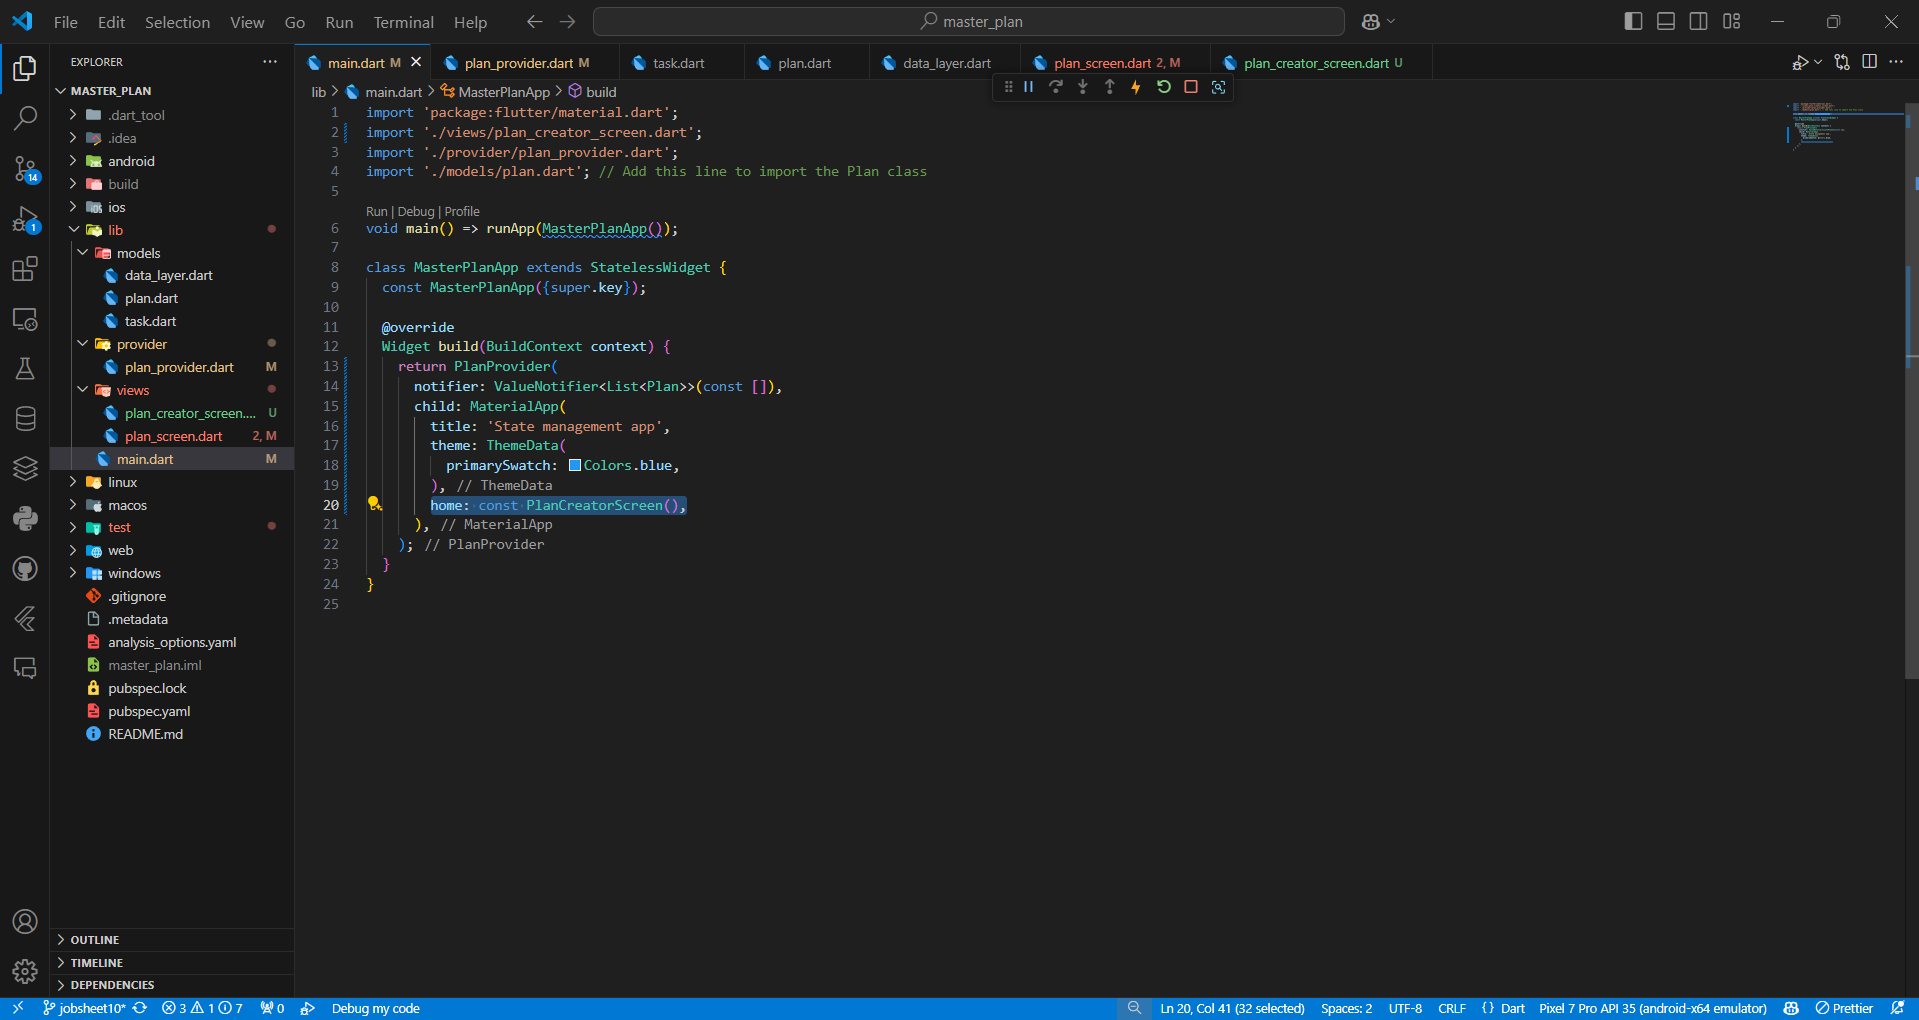 File Edit Selection View Go Run Terminal Help
master_plan
EXPLORER
MASTER_PLAN
.dart_tool
.idea
android
build
ios
lib
models
data_layer.dart
plan.dart
task.dart
provider
plan_provider.dart M
views
plan_creator_screen.... U
plan_screen.dart 2, M
main.dart M
linux
macos
test
web
windows
.gitignore
.metadata
analysis_options.yaml
master_plan.iml
pubspec.lock
pubspec.yaml
README.md
OUTLINE
TIMELINE
DEPENDENCIES
14
1
main.dart M
plan_provider.dart M
task.dart
plan.dart
data_layer.dart
plan_screen.dart 2, M
plan_creator_screen.dart U
lib > main.dart > MasterPlanApp > build
1 import 'package:flutter/material.dart';
2 import './views/plan_creator_screen.dart';
3 import './provider/plan_provider.dart';
4 import './models/plan.dart'; // Add this line to import the Plan class
5
Run | Debug | Profile
6 void main() => runApp(MasterPlanApp());
7
8 class MasterPlanApp extends StatelessWidget {
9 const MasterPlanApp({super.key});
10
11 @override
12 Widget build(BuildContext context) {
13 return PlanProvider(
14 notifier: ValueNotifier<List<Plan>>(const []),
15 child: MaterialApp(
16 title: 'State management app',
17 theme: ThemeData(
18 primarySwatch: Colors.blue,
19 ), // ThemeData
20 home: const PlanCreatorScreen(),
21 ), // MaterialApp
22 ); // PlanProvider
23 }
24 }
25
jobsheet10* 3 1 7 0 Debug my code Ln 20, Col 41 (32 selected) Spaces: 2 UTF-8 CRLF {} Dart Pixel 7 Pro API 35 (android-x64 emulator) Prettier